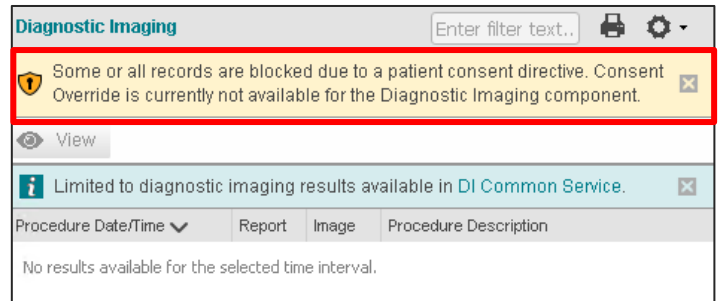 Diagnostic Imaging
Enter filter text..
Some or all records are blocked due to a patient consent directive. Consent
Override is currently not available for the Diagnostic Imaging component.
View
i Limited to diagnostic imaging results available in DI Common Service.
Procedure Date/Time Report Image Procedure Description
No results available for the selected time interval.